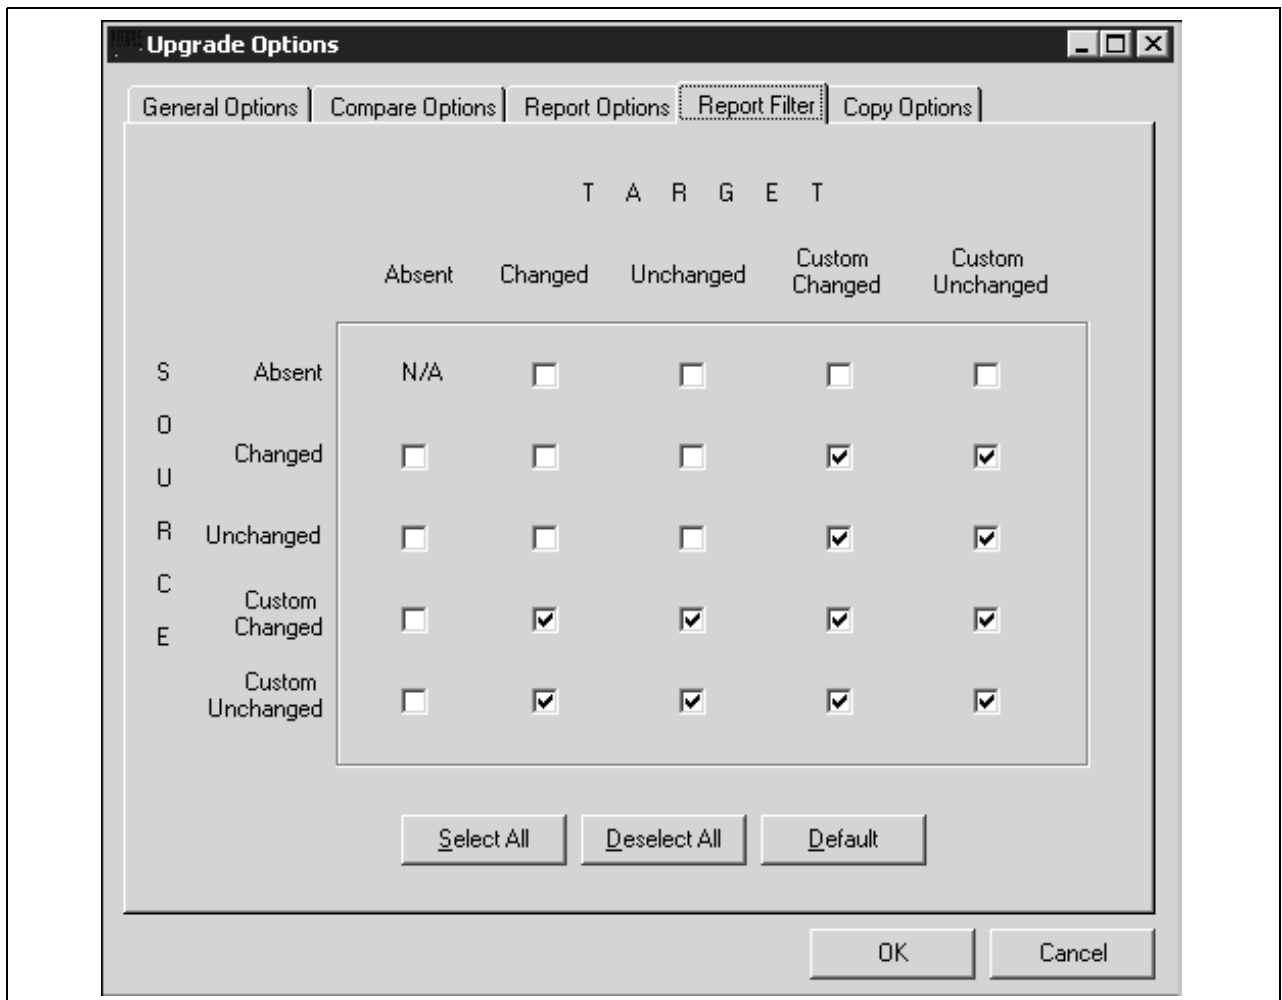 Upgrade Options
General Options
Compare Options
Report Options
Report Filter
Copy Options
T A R G E T
Absent
Changed
Unchanged
Custom
Changed
Custom
Unchanged
S O U R C E
Absent
N/A
Changed
Unchanged
Custom
Changed
Custom
Unchanged
Select All
Deselect All
Default
OK
Cancel